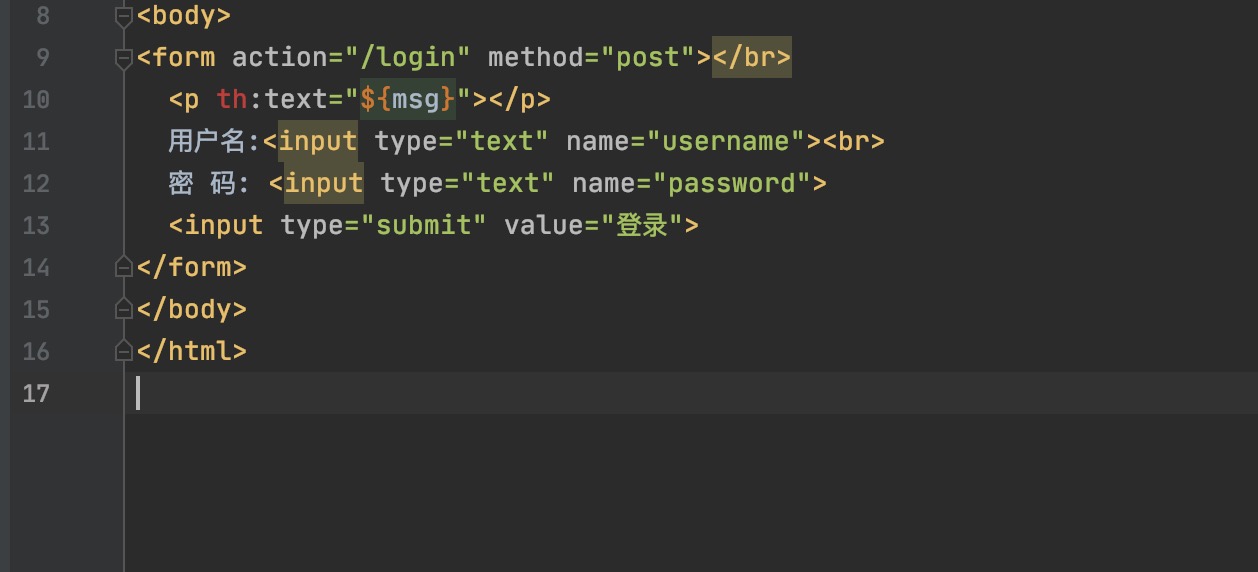 8 <body>
9 <form action="/login" method="post"></br>
10 <p th:text="${msg}"></p>
11 用户名:<input type="text" name="username"><br>
12 密 码: <input type="text" name="password">
13 <input type="submit" value="登录">
14 </form>
15 </body>
16 </html>
17